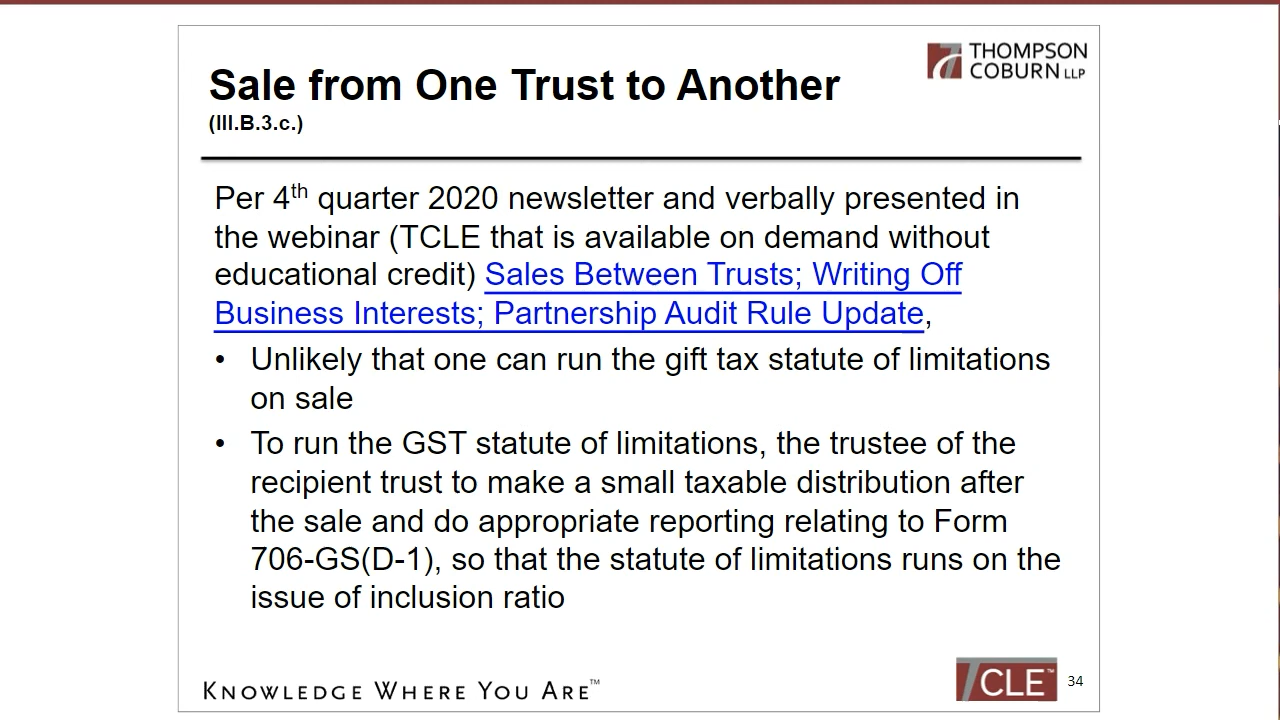 THOMPSON
COBURN LLP
Sale from One Trust to Another
(III.B.3.c.)
Per 4th quarter 2020 newsletter and verbally presented in
the webinar (TCLE that is available on demand without
educational credit) Sales Between Trusts; Writing Off
Business Interests; Partnership Audit Rule Update,
• Unlikely that one can run the gift tax statute of limitations
on sale
• To run the GST statute of limitations, the trustee of the
recipient trust to make a small taxable distribution after
the sale and do appropriate reporting relating to Form
706-GS(D-1), so that the statute of limitations runs on the
issue of inclusion ratio
KNOWLEDGE WHERE YOU ARE™
TCLE™ 34